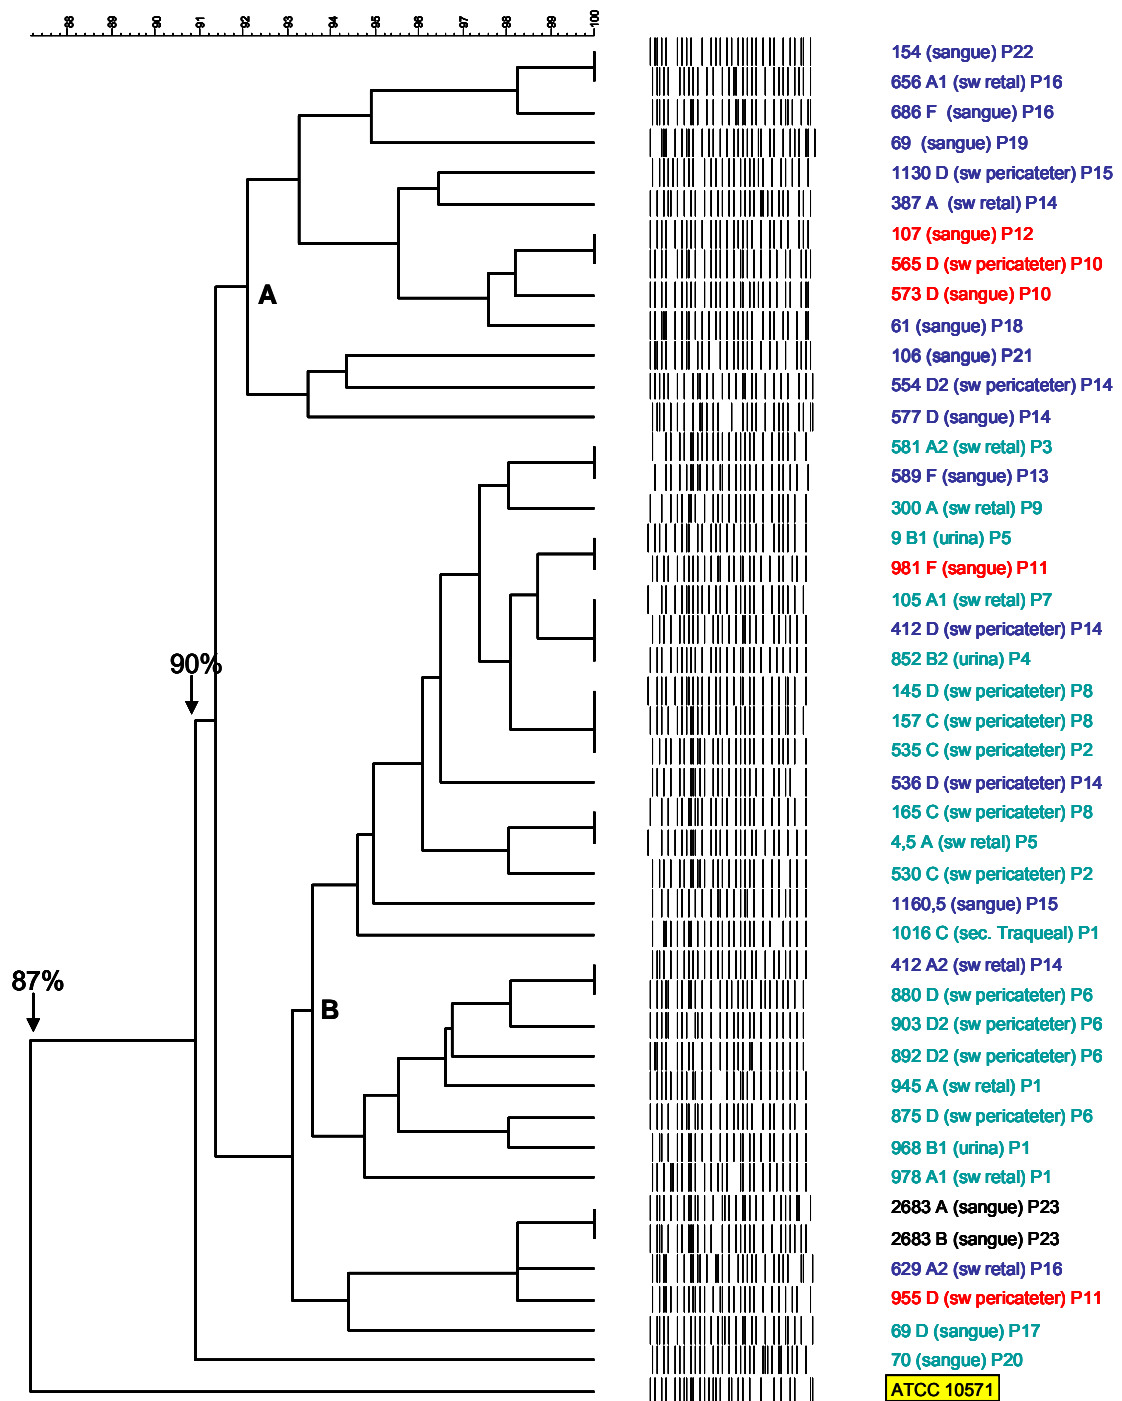 88 89 90 91 92 93 94 95 96 97 98 99 100
154 (sangue) P22
656 A1 (sw retal) P16
686 F (sangue) P16
69 (sangue) P19
1130 D (sw pericateter) P15
387 A (sw retal) P14
107 (sangue) P12
565 D (sw pericateter) P10
573 D (sangue) P10
A
61 (sangue) P18
106 (sangue) P21
554 D2 (sw pericateter) P14
577 D (sangue) P14
581 A2 (sw retal) P3
589 F (sangue) P13
300 A (sw retal) P9
9 B1 (urina) P5
981 F (sangue) P11
105 A1 (sw retal) P7
412 D (sw pericateter) P14
852 B2 (urina) P4
90%
145 D (sw pericateter) P8
157 C (sw pericateter) P8
535 C (sw pericateter) P2
536 D (sw pericateter) P14
165 C (sw pericateter) P8
4,5 A (sw retal) P5
530 C (sw pericateter) P2
1160,5 (sangue) P15
1016 C (sec. Traqueal) P1
412 A2 (sw retal) P14
87%
880 D (sw pericateter) P6
B
903 D2 (sw pericateter) P6
892 D2 (sw pericateter) P6
945 A (sw retal) P1
875 D (sw pericateter) P6
968 B1 (urina) P1
978 A1 (sw retal) P1
2683 A (sangue) P23
2683 B (sangue) P23
629 A2 (sw retal) P16
955 D (sw pericateter) P11
69 D (sangue) P17
70 (sangue) P20
ATCC 10571